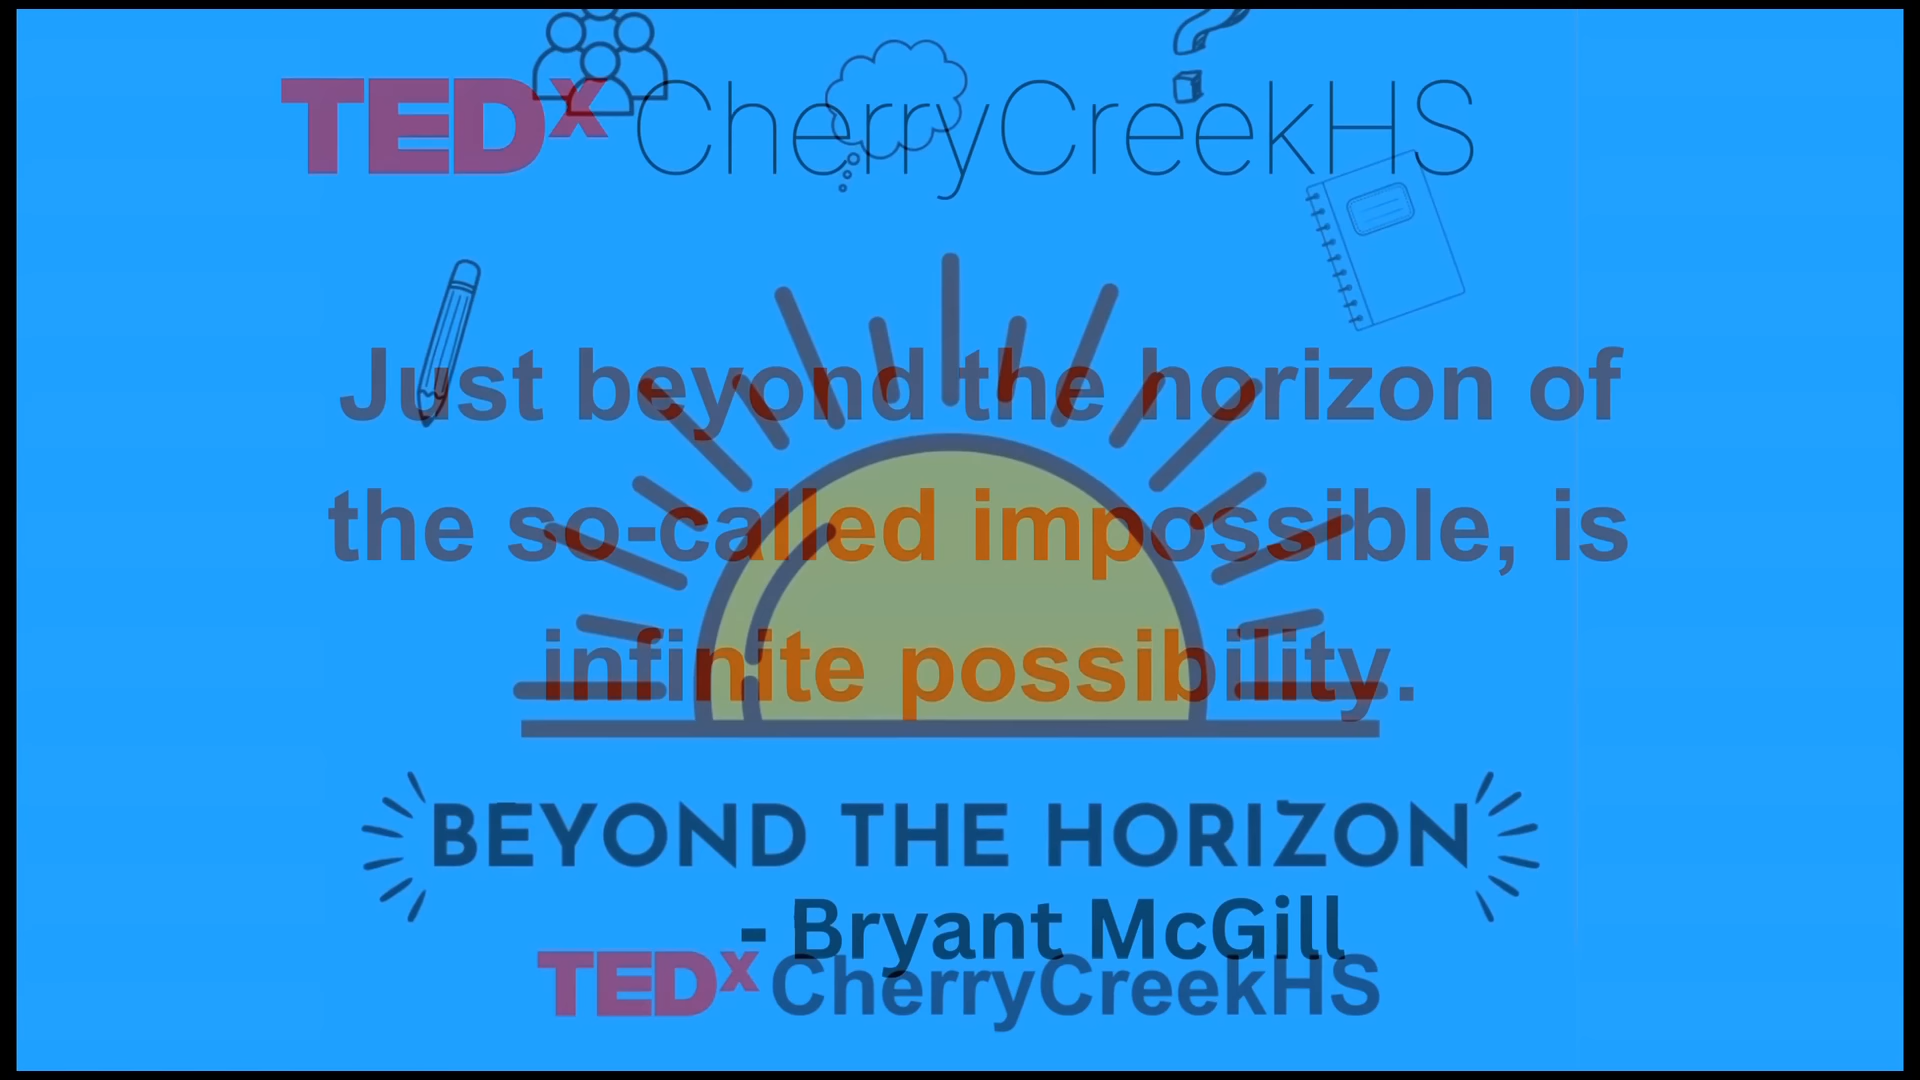 TEDx CherryCreekHS
Just beyond the horizon of
the so-called impossible, is
infinite possibility.
BEYOND THE HORIZON
- Bryant McGill
TEDx CherryCreekHS